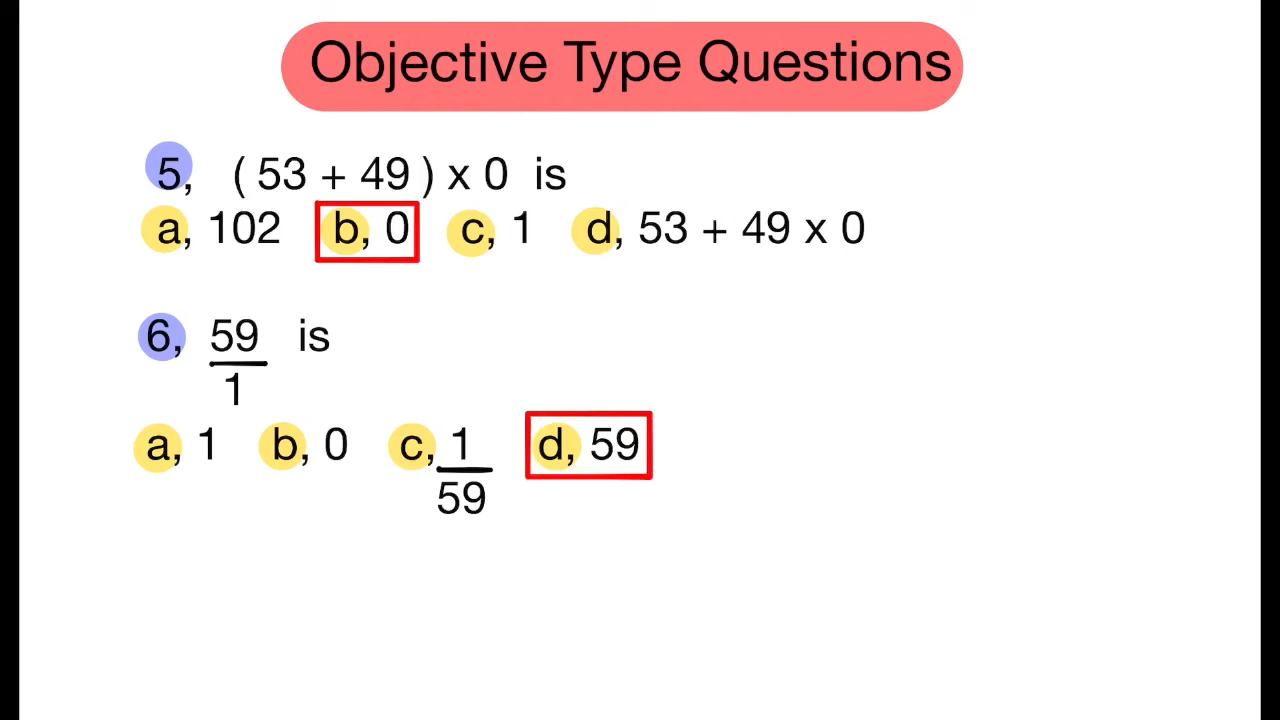 Objective Type Questions
5, ( 53 + 49 ) x 0 is
a, 102 b, 0 c, 1 d, 53 + 49 x 0
6, 59 is
1
a, 1 b, 0 c, 1 d, 59
59